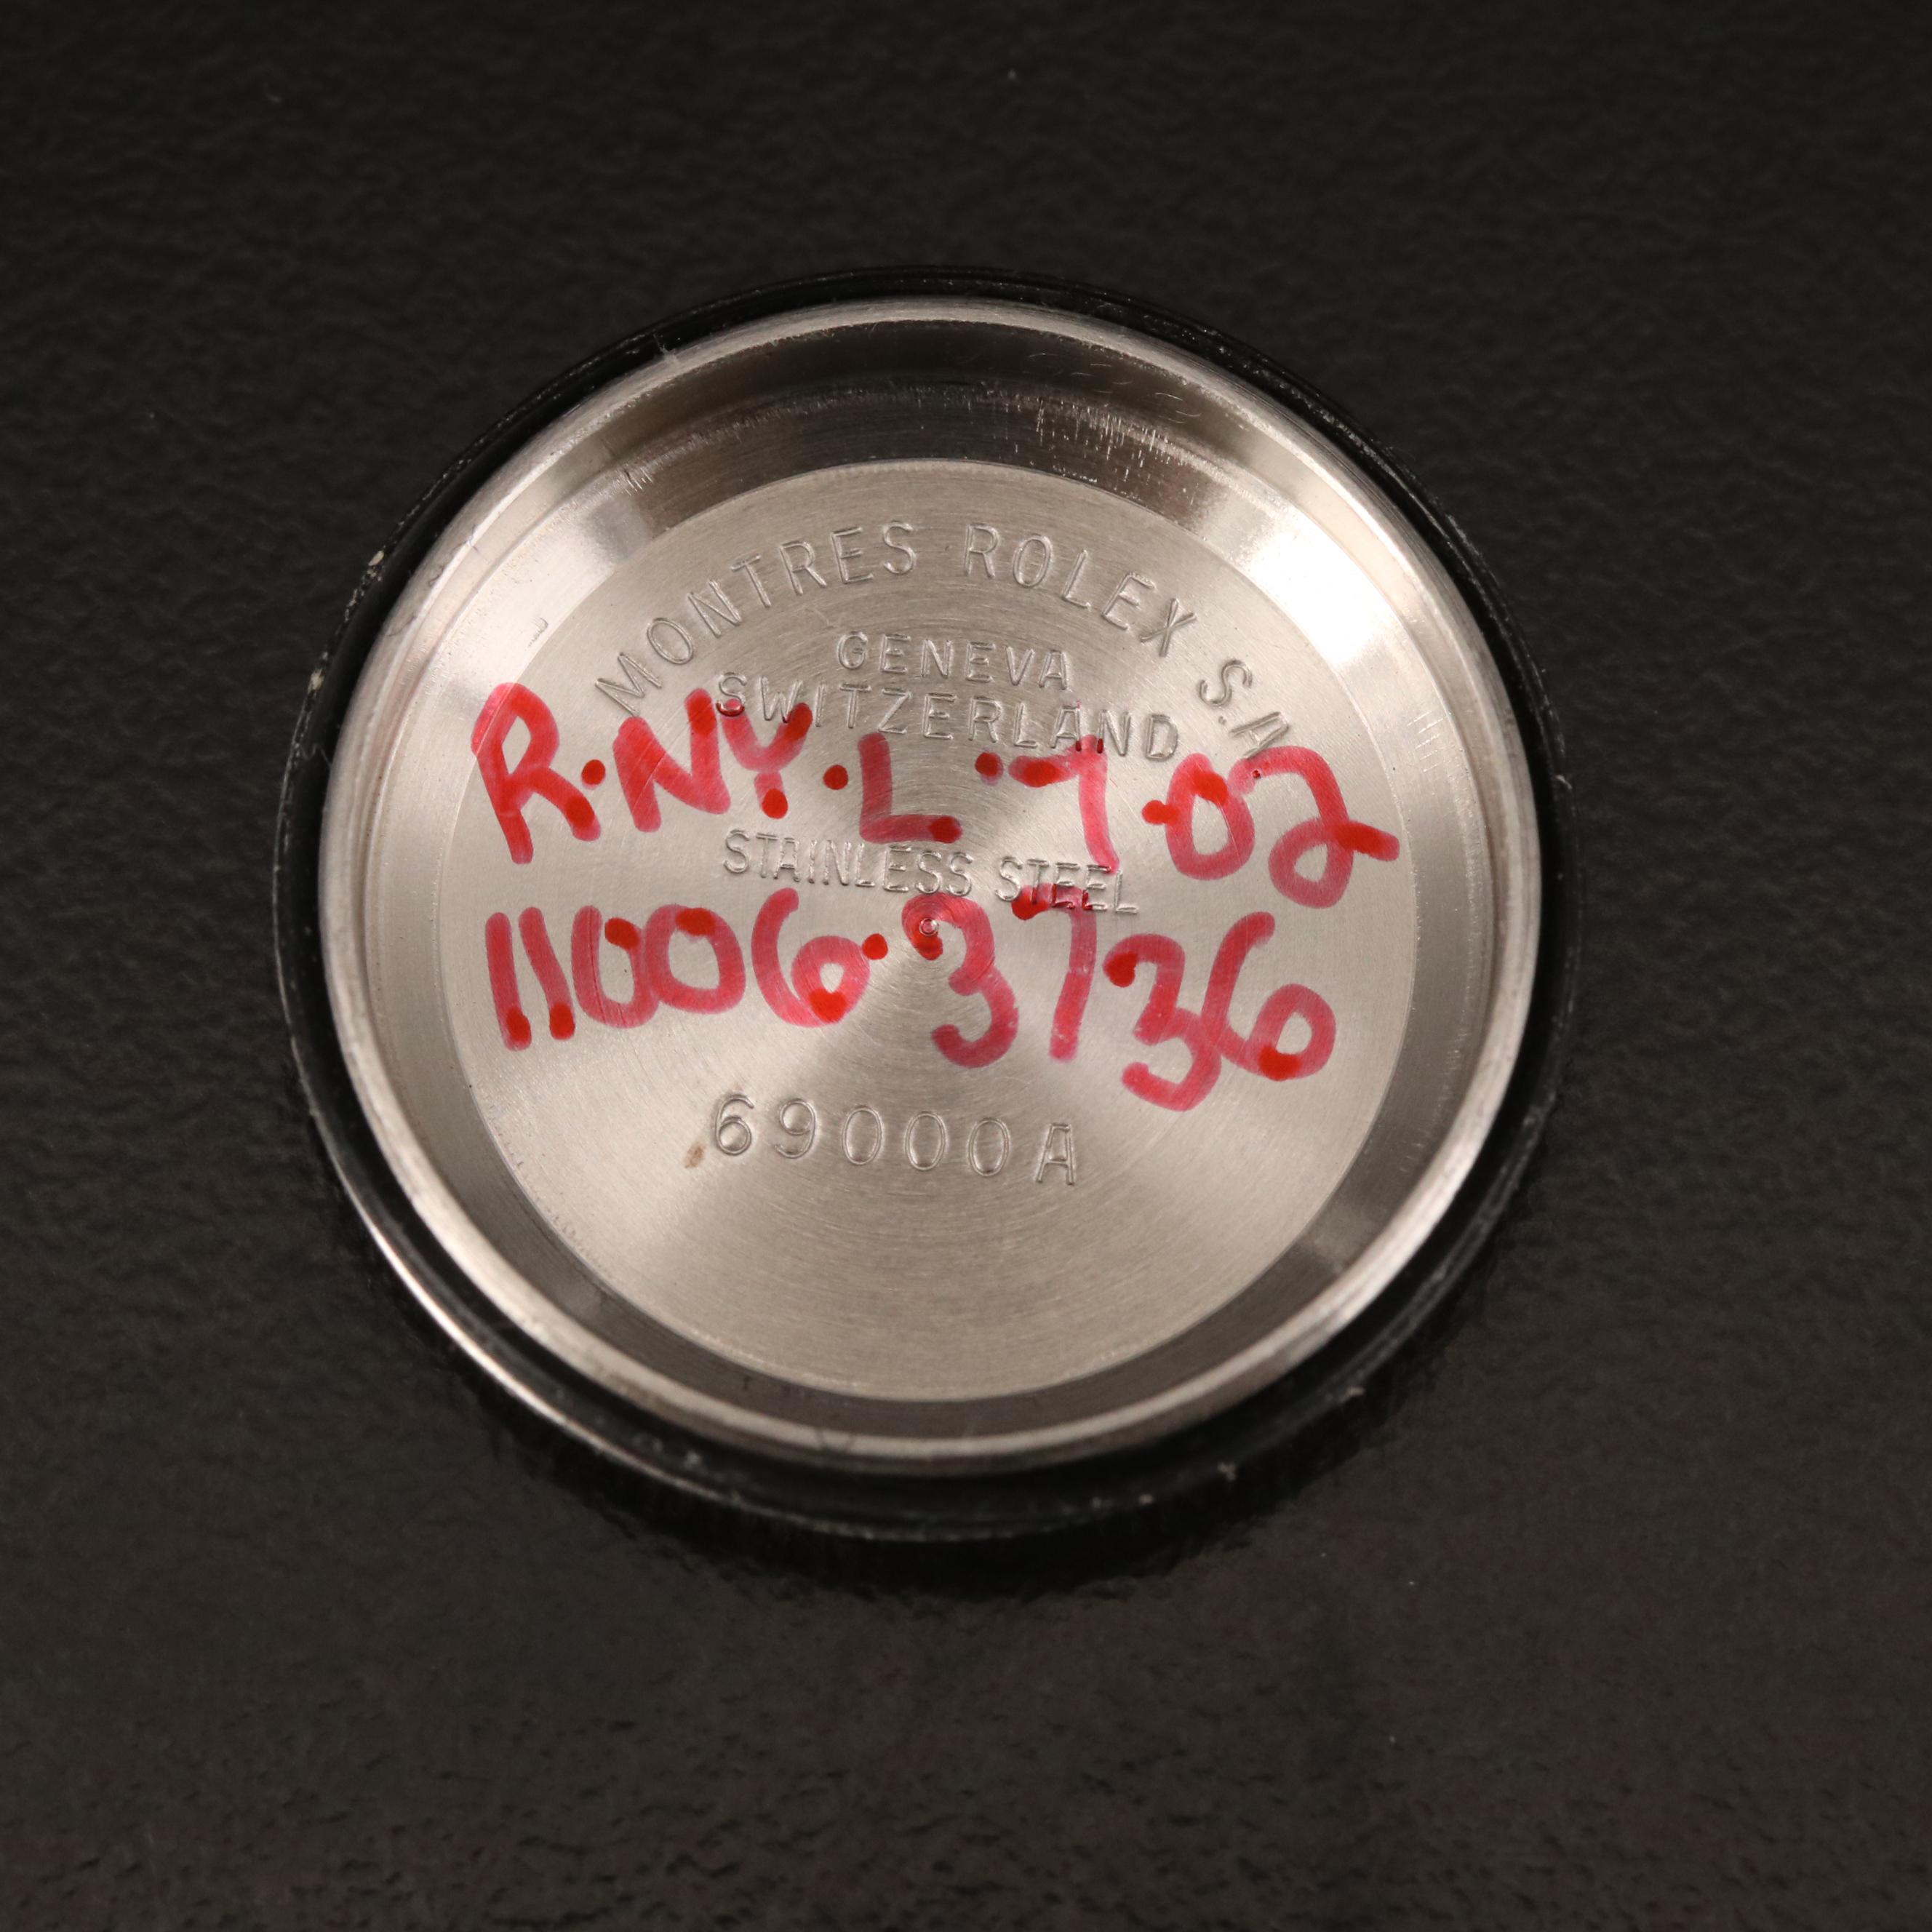 MONTRES ROLEX S.A
GENEVA
SWITZERLAND
R·NY·L·7·02
STAINLESS STEEL
11006·3736
69000A